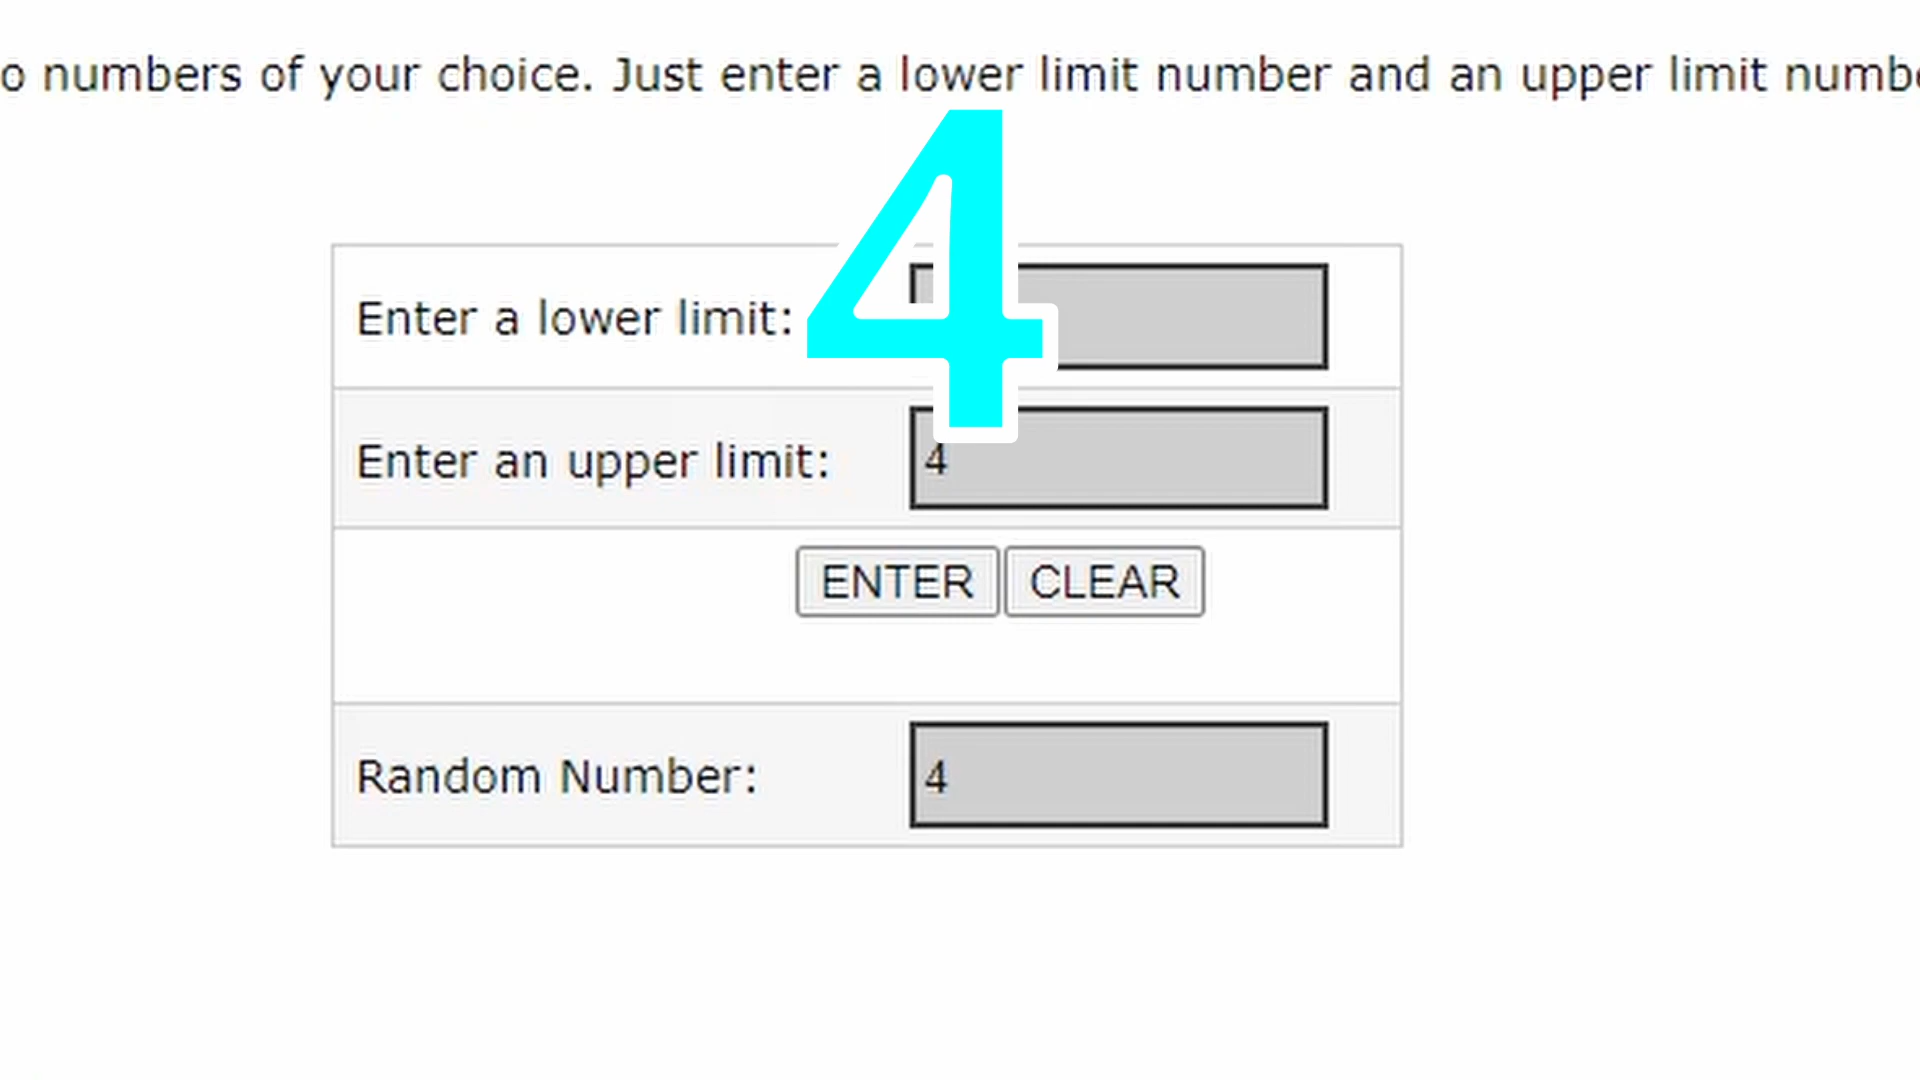 o numbers of your choice. Just enter a lower limit number and an upper limit
4
Enter a lower limit:
Enter an upper limit: 4
ENTER CLEAR
Random Number: 4